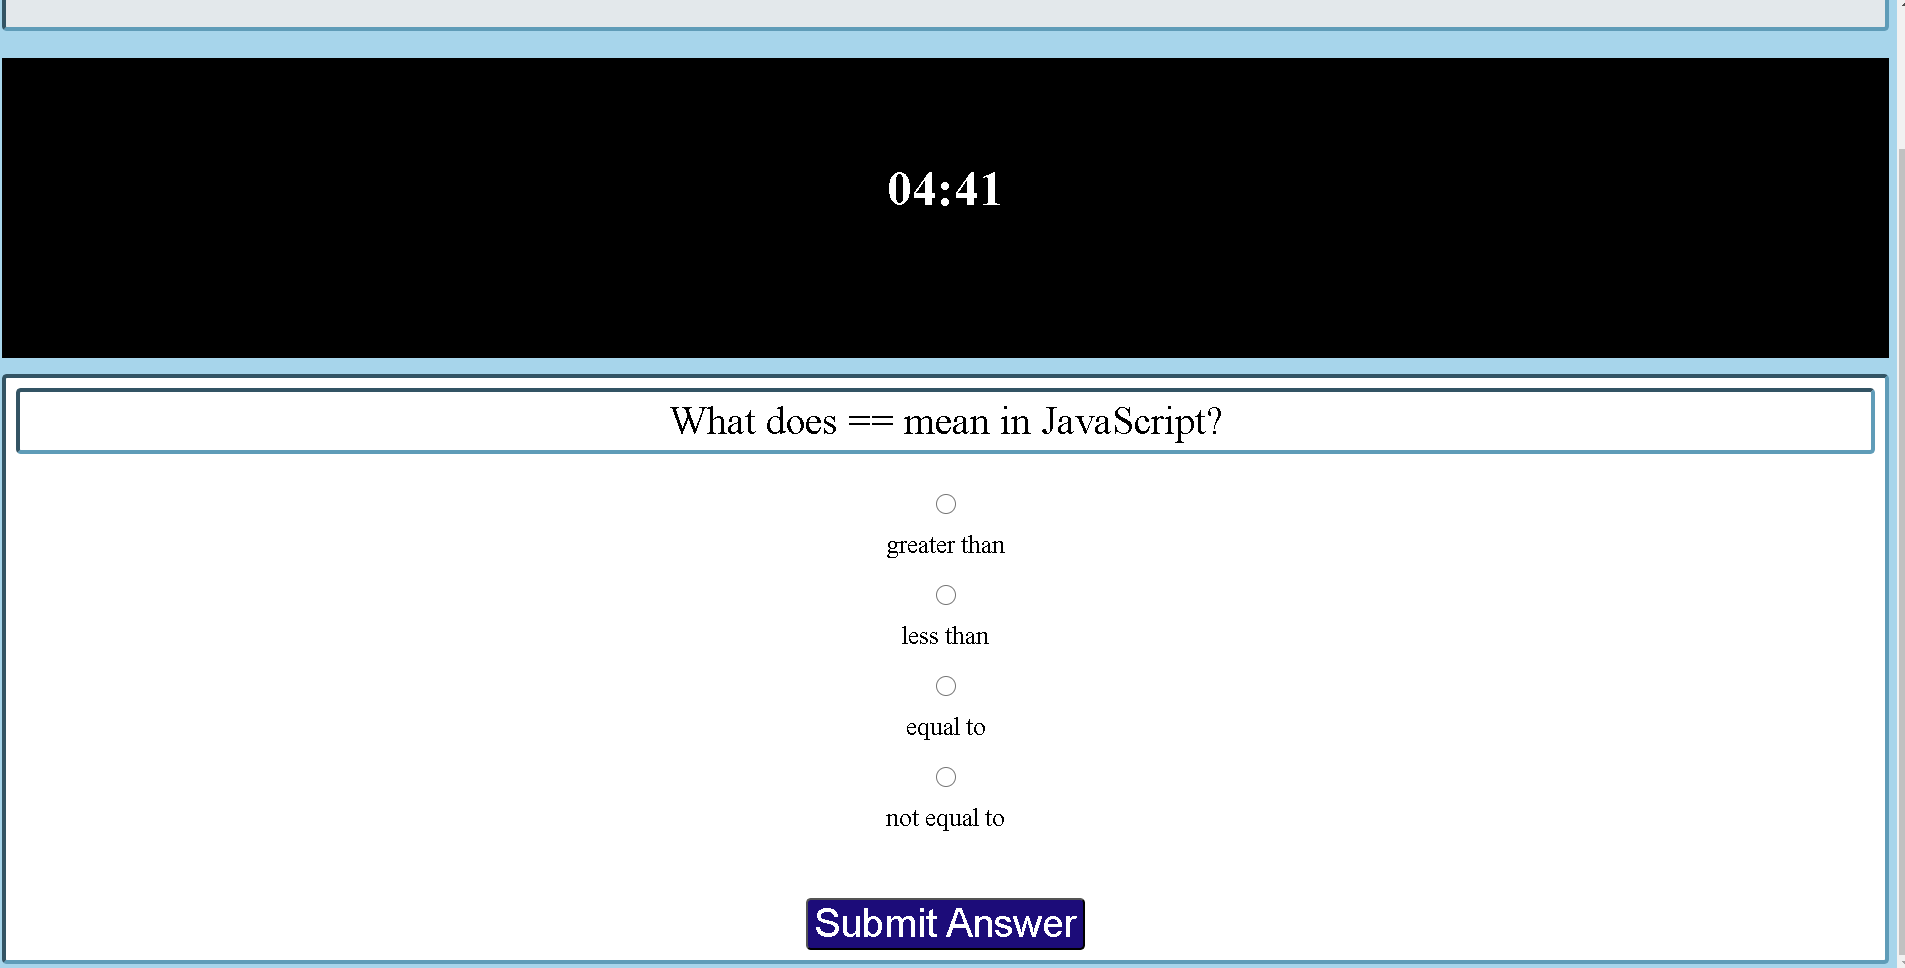 04:41
What does == mean in JavaScript?
greater than
less than
equal to
not equal to
Submit Answer